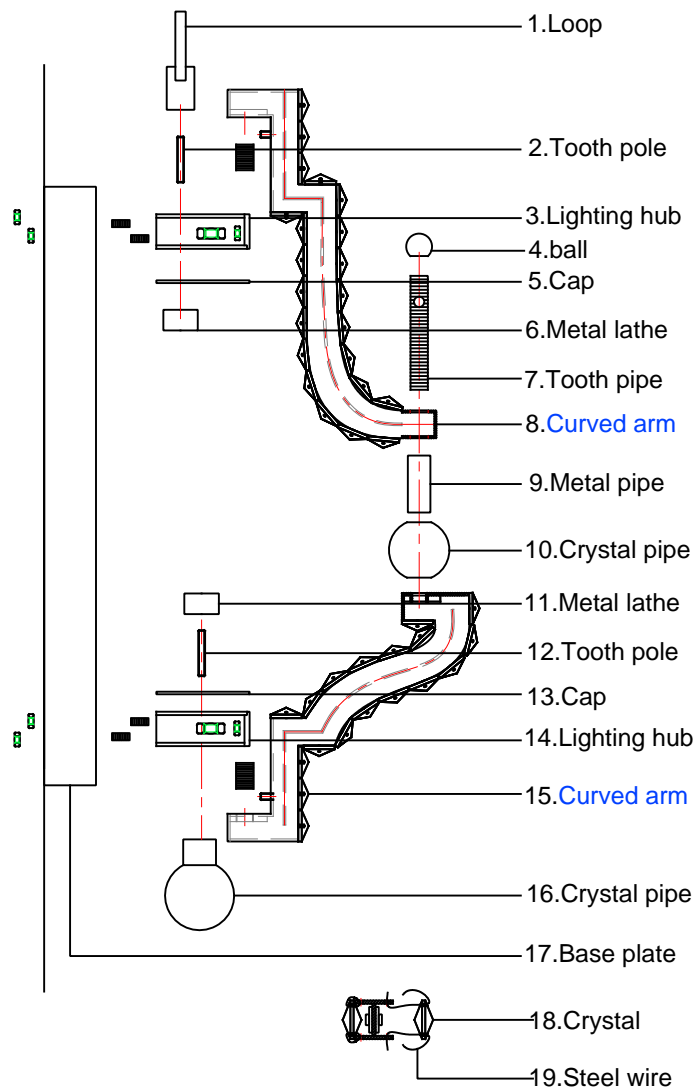 1.Loop
2.Tooth pole
3.Lighting hub
4.ball
5.Cap
6.Metal lathe
7.Tooth pipe
8.Curved arm
9.Metal pipe
10.Crystal pipe
11.Metal lathe
12.Tooth pole
13.Cap
14.Lighting hub
15.Curved arm
16.Crystal pipe
17.Base plate
18.Crystal
19.Steel wire